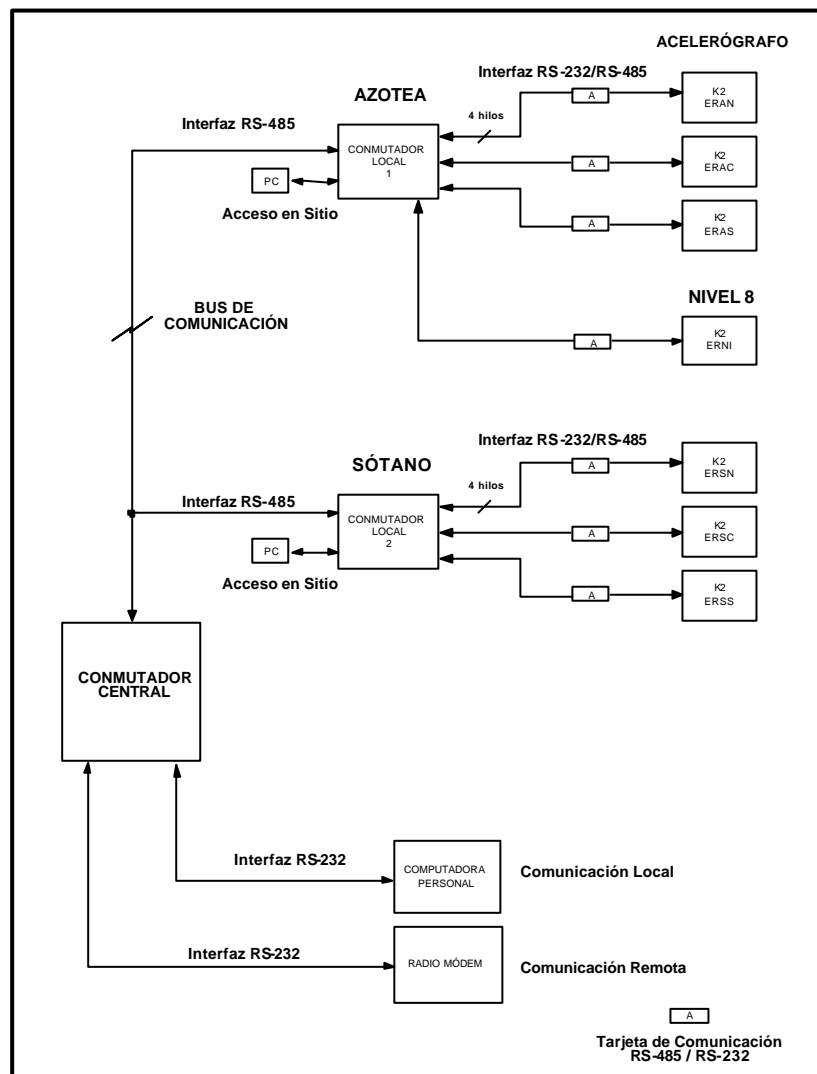 ACELERÓGRAFO
Interfaz RS-232/RS-485
AZOTEA
4 hilos
A
K2
ERAN
Interfaz RS-485
CONMUTADOR
LOCAL
1
A
K2
ERAC
PC
Acceso en Sitio
A
K2
ERAS
BUS DE
COMUNICACIÓN
NIVEL 8
A
K2
ERNI
Interfaz RS-232/RS-485
SÓTANO
4 hilos
A
K2
ERSN
Interfaz RS-485
CONMUTADOR
LOCAL
2
A
K2
ERSC
PC
Acceso en Sitio
A
K2
ERSS
CONMUTADOR
CENTRAL
Interfaz RS-232
COMPUTADORA
PERSONAL
Comunicación Local
Interfaz RS-232
RADIO MÓDEM
Comunicación Remota
A
Tarjeta de Comunicación
RS-485 / RS-232